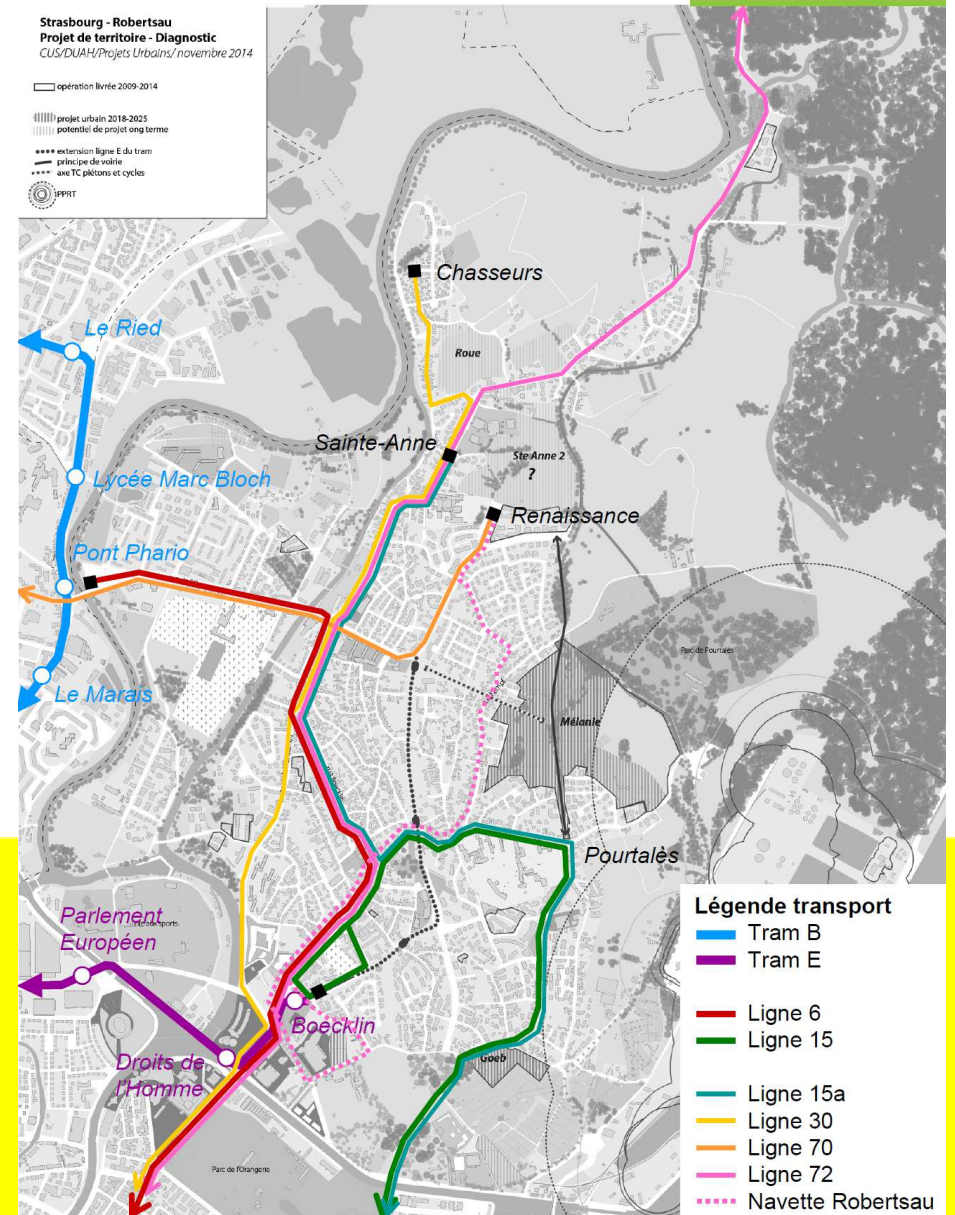 Strasbourg - Robertsau
Projet de territoire - Diagnostic
CUS/DUAH/Projets Urbains/ novembre 2014
opération livrée 2009-2014
projet urbain 2018-2025
potentiel de projet ong terme
extension ligne E du tram
principe de voirie
axe TC piétons et cycles
PPRT
Chasseurs
Le Ried
Roue
Sainte-Anne
Ste Anne 2
?
Lycée Marc Bloch
Renaissance
Pont Phario
Parc de Pourtalès
Le Marais
Mélanie
Pourtalès
Parlement
Européen
Boecklin
Droits de
l'Homme
Goeb
Parc de l'Orangerie
Légende transport
Tram B
Tram E
Ligne 6
Ligne 15
Ligne 15a
Ligne 30
Ligne 70
Ligne 72
Navette Robertsau